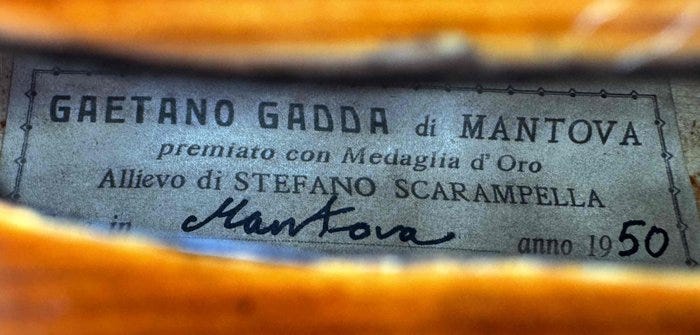 GAETANO GADDA di MANTOVA
premiato con Medaglia d'Oro
Allievo di STEFANO SCARAMPELLA
in Mantova anno 1950